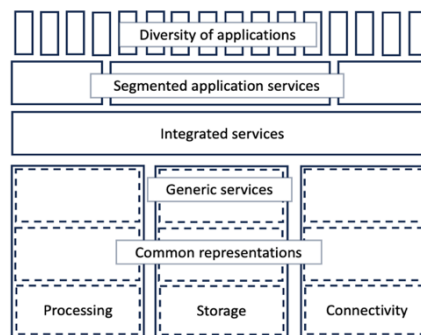 Diversity of applications
Segmented application services
Integrated services
Generic services
Common representations
Processing
Storage
Connectivity